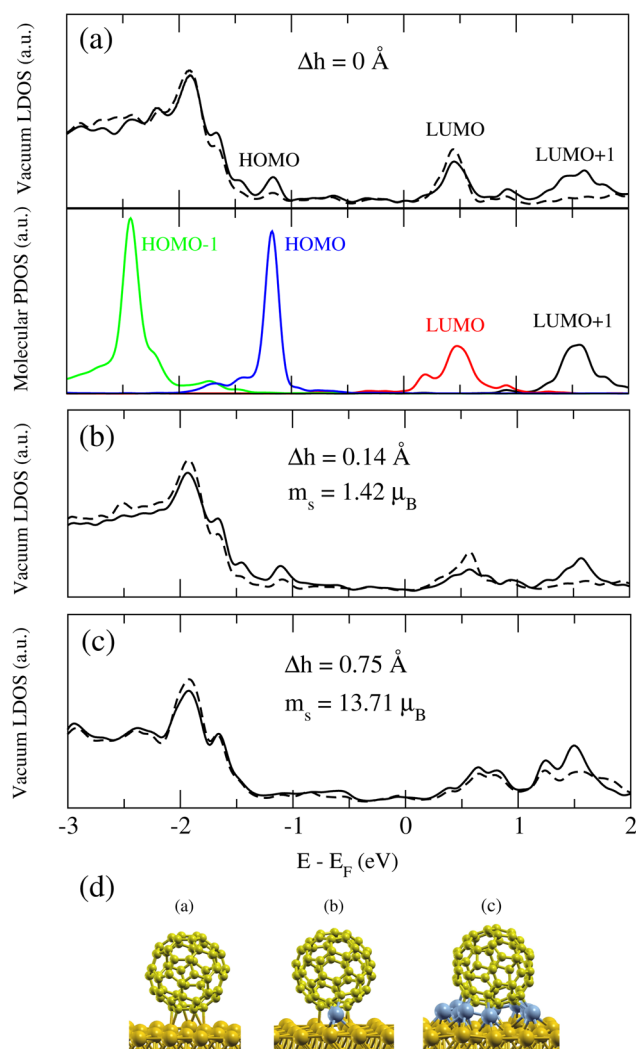 (a)
Δh = 0 Å
HOMO
LUMO
LUMO+1
Vacuum LDOS (a.u.)
HOMO-1
HOMO
LUMO
LUMO+1
Molecular PDOS (a.u.)
(b)
Δh = 0.14 Å
m_s = 1.42 μ_B
Vacuum LDOS (a.u.)
(c)
Δh = 0.75 Å
m_s = 13.71 μ_B
Vacuum LDOS (a.u.)
-3 -2 -1 0 1 2
E - E_F (eV)
(d)
(a) (b) (c)